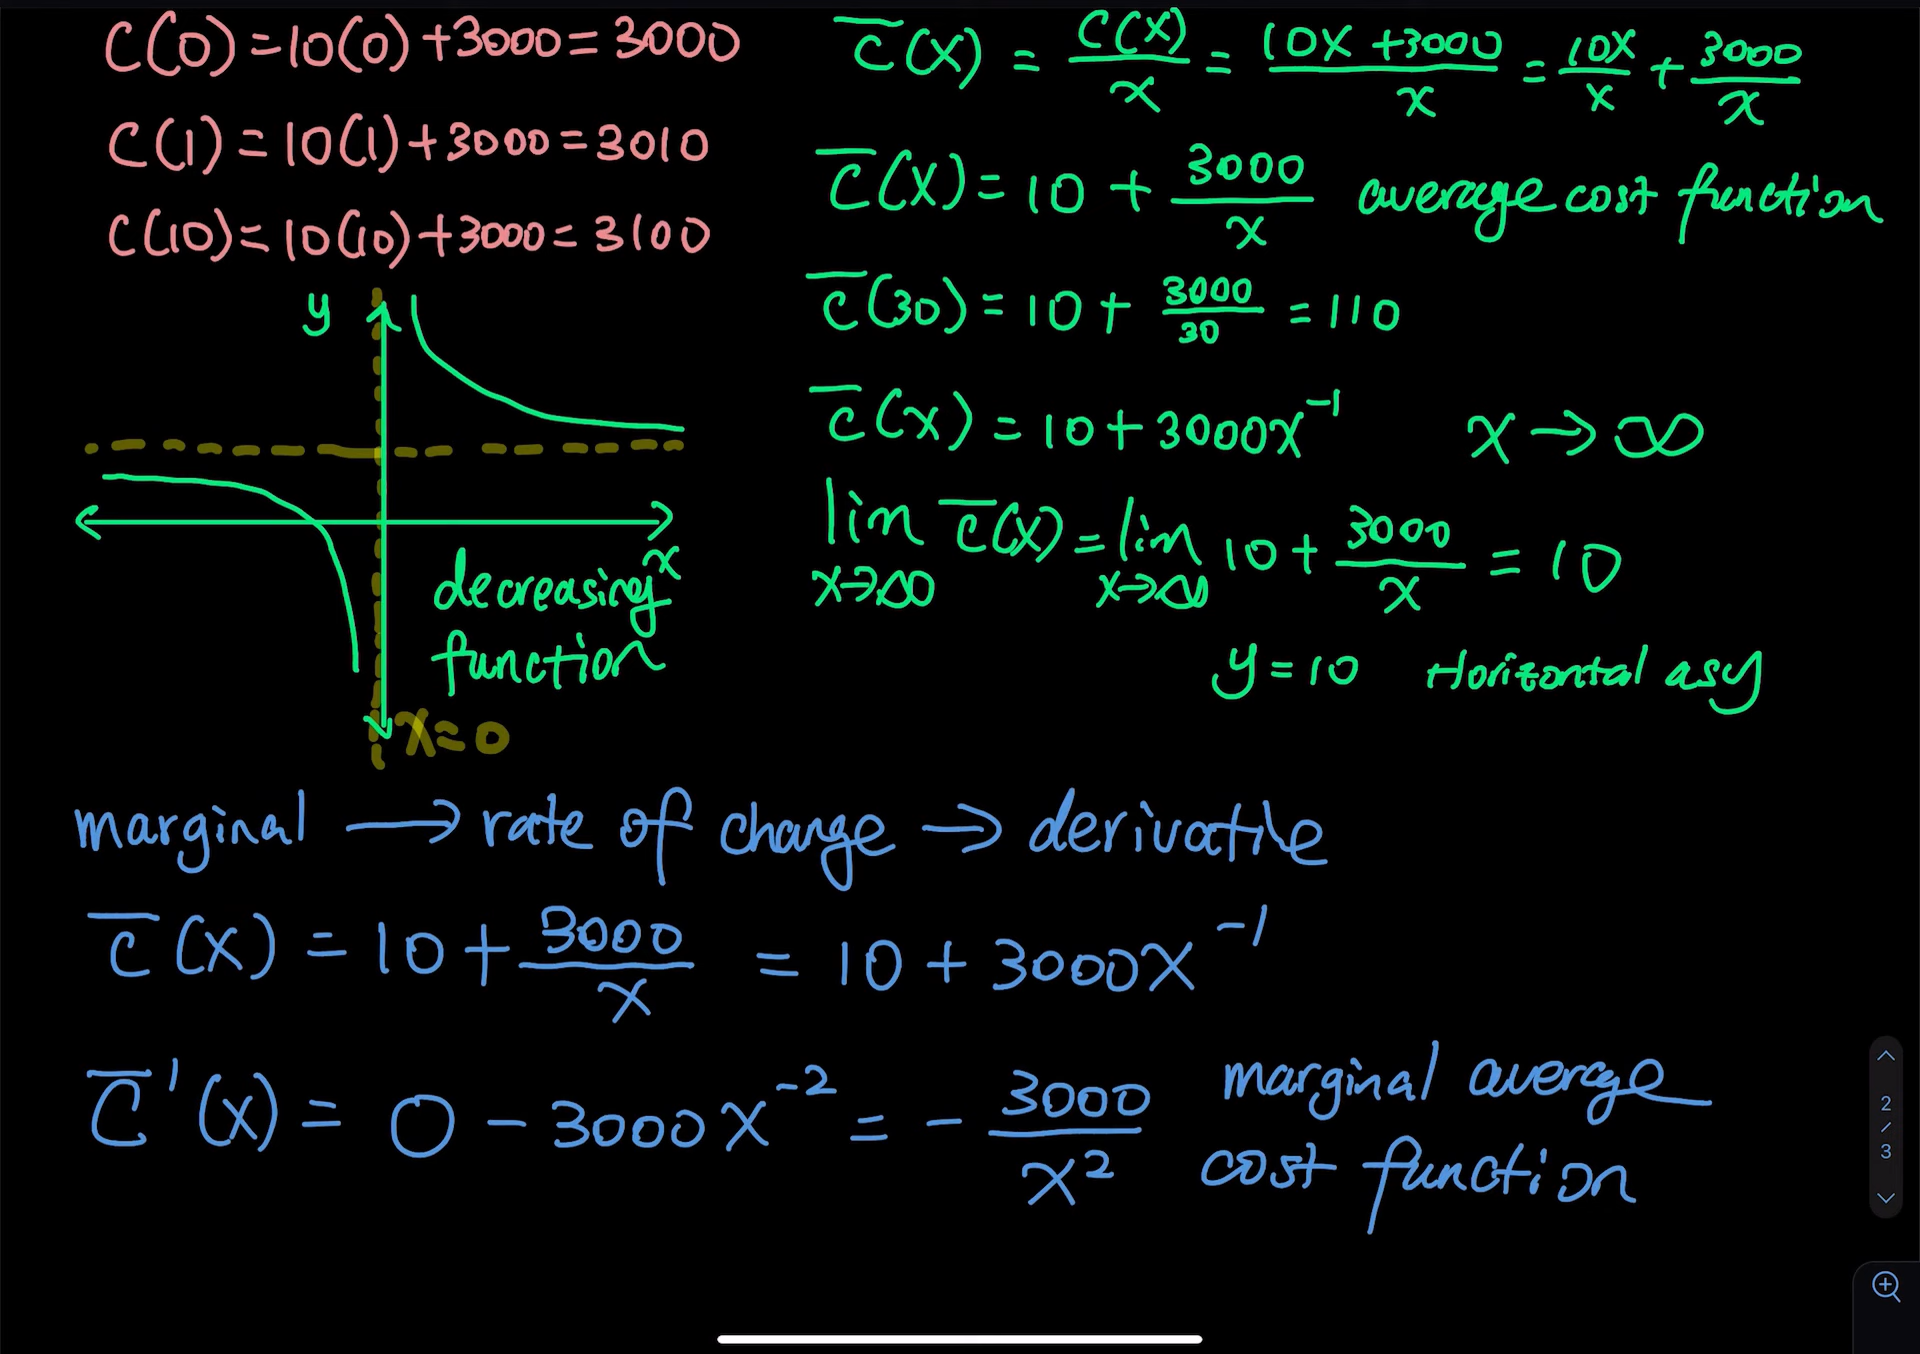 C(0) = 10(0) + 3000 = 3000
C(1) = 10(1) + 3000 = 3010
C(10) = 10(10) + 3000 = 3100
y
x
decreasing
function
x = 0
C̅(x) = C(x)/x = (10x + 3000)/x = 10x/x + 3000/x
C̅(x) = 10 + 3000/x average cost function
C̅(30) = 10 + 3000/30 = 110
C̅(x) = 10 + 3000x⁻¹ x → ∞
lim x→∞ C̅(x) = lim x→∞ 10 + 3000/x = 10
y = 10 Horizontal asy
marginal → rate of change → derivative
C̅(x) = 10 + 3000/x = 10 + 3000x⁻¹
C̅'(x) = 0 - 3000x⁻² = - 3000/x² marginal average
cost function
2
/
3